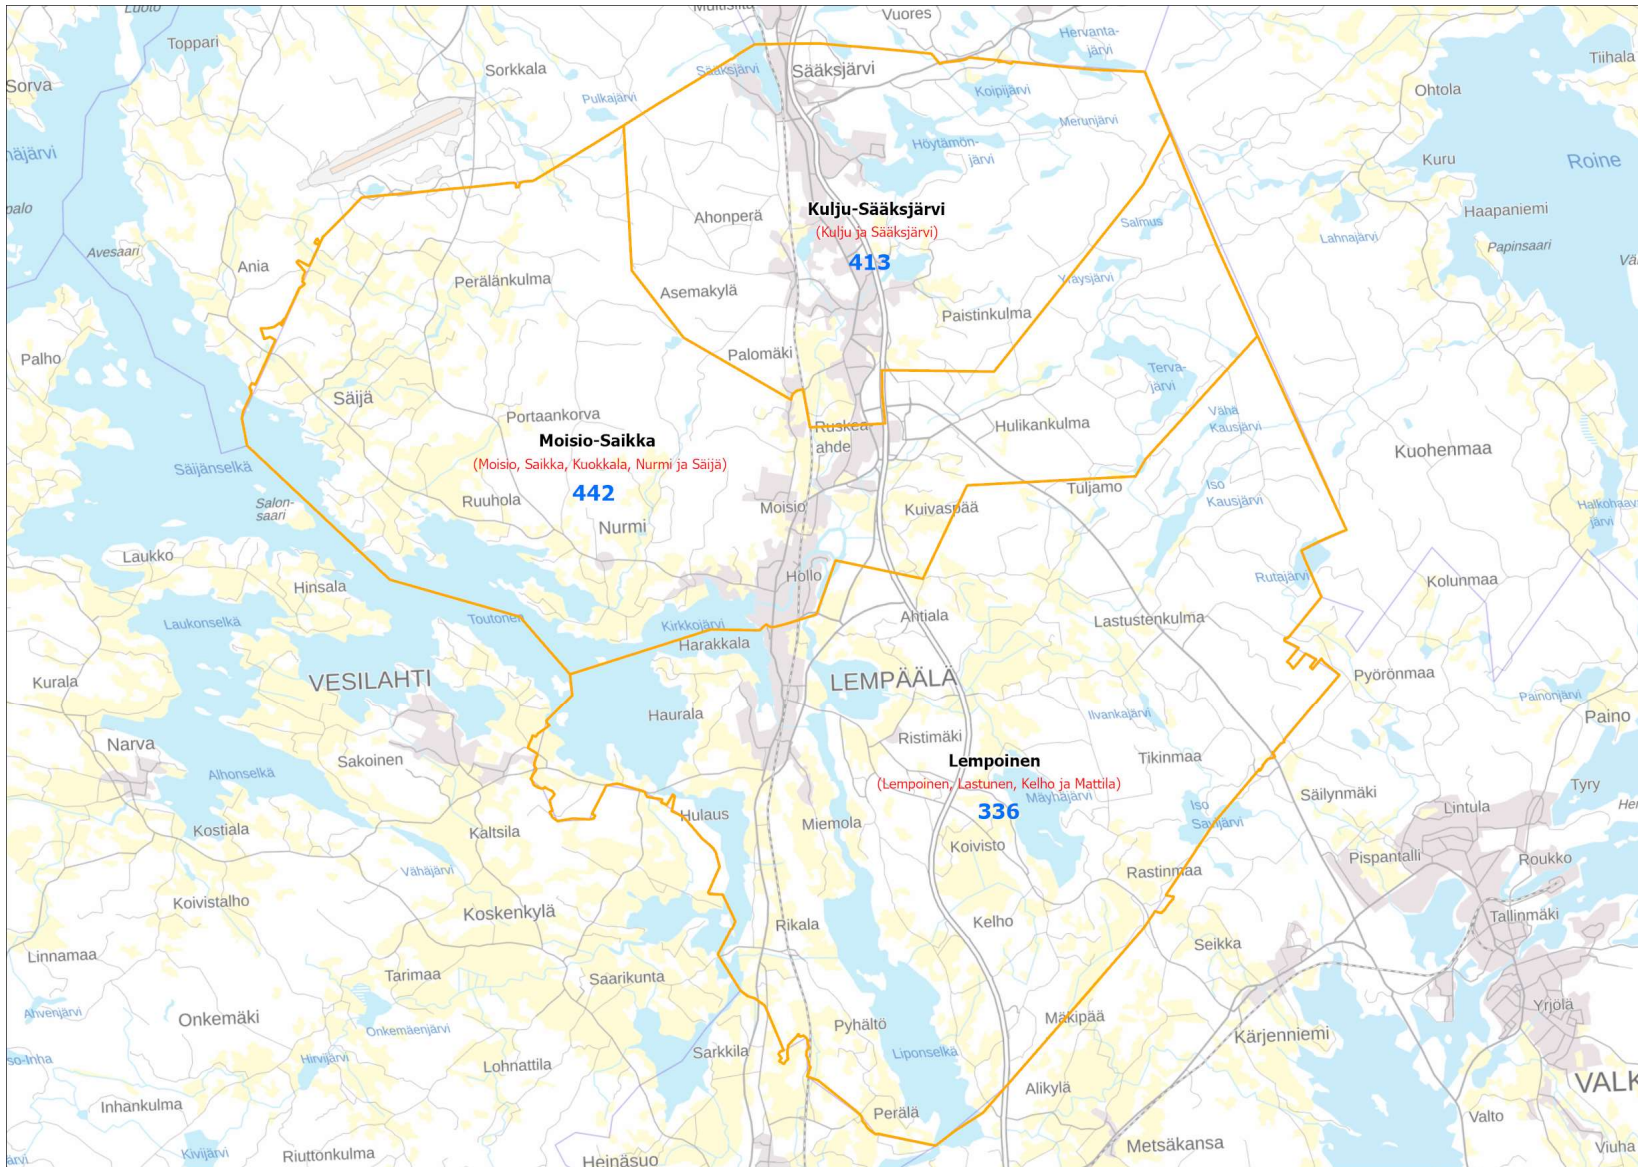 Luoto
Multisilta
Vuores
Toppari
Hervanta-
järvi
Tiihala
Sorkkala
Sääksjärvi
Sääksjärvi
Sorva
Pulkajärvi
Koipijärvi
Ohtola
Merunjärvi
Höytämön-
järvi
Kuru
Roine
Ahonperä
Kulju-Sääksjärvi
(Kulju ja Sääksjärvi)
413
Haapaniemi
Salmus
Lahnajärvi
Papinsaari
Avesaari
Ania
Perälänkulma
Asemakylä
Yräysjärvi
Paistinkulma
Palho
Palomäki
Terva-
järvi
Säijä
Portaankorva
Ruskea-
ahde
Hulikankulma
Vähä
Kausjärvi
Moisio-Saikka
(Moisio, Saikka, Kuokkala, Nurmi ja Säijä)
442
Kuohenmaa
Säijänselkä
Salon-
saari
Ruuhola
Nurmi
Moisio
Kuivaspää
Tuljamo
Iso
Kausjärvi
Laukko
Hinsala
Hollo
Rutajärvi
Kolunmaa
Laukonselkä
Toutonen
Kirkkojärvi
Harakkala
Ahtiala
Lastustenkulma
Kurala
VESILAHTI
LEMPÄÄLÄ
Pyörönmaa
Painonjärvi
Paino
Haurala
Ilvankajärvi
Narva
Sakoinen
Ristimäki
Tikinmaa
Alhonselkä
Lempoinen
(Lempoinen, Lastunen, Kelho ja Mattila)
336
Mäyhäjärvi
Iso
Savijärvi
Säilynmäki
Tyry
Lintula
Kostiala
Kaltsila
Hulaus
Miemola
Koivisto
Pispantalli
Roukko
Vähäjärvi
Rastinmaa
Koivistalho
Koskenkylä
Rikala
Kelho
Tallinmäki
Seikka
Linnamaa
Tarimaa
Saarikunta
Yrjölä
Ahvenjärvi
Onkemäki
Onkemäenjärvi
Pyhältö
Mäkipää
Kärjenniemi
Hirvijärvi
Lohnattila
Sarkkila
Liponselkä
Alikylä
Inhankulma
Perälä
Valto
Metsäkansa
Kivijärvi
Riuttonkulma
Heinäsuo
Viuha